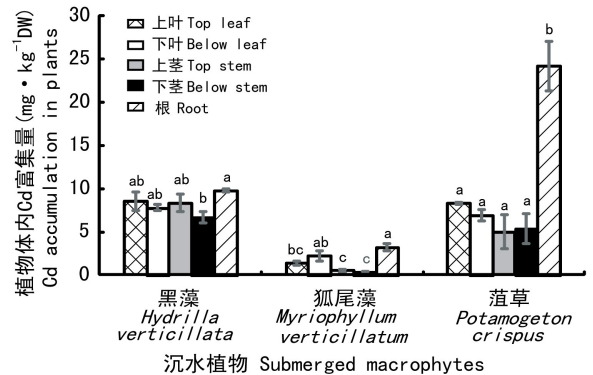 植物体内Cd富集量(mg·kg⁻¹DW)
Cd accumulation in plants
30
25
20
15
10
5
0
上叶 Top leaf
下叶 Below leaf
上茎 Top stem
下茎 Below stem
根 Root
ab ab ab b a
bc ab c c a
a a a a b
黑藻 狐尾藻 菹草
Hydrilla verticillata
Myriophyllum verticillatum
Potamogeton crispus
沉水植物 Submerged macrophytes